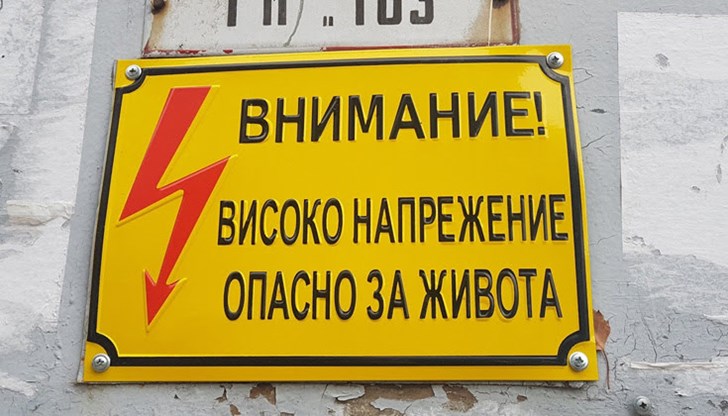 ВНИМАНИЕ!
ВИСОКО НАПРЕЖЕНИЕ
ОПАСНО ЗА ЖИВОТА